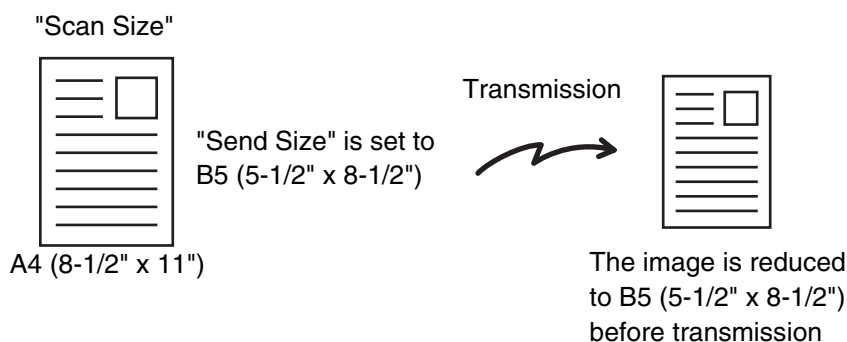 "Scan Size"
A4 (8-1/2" x 11")
"Send Size" is set to
B5 (5-1/2" x 8-1/2")
Transmission
The image is reduced
to B5 (5-1/2" x 8-1/2")
before transmission